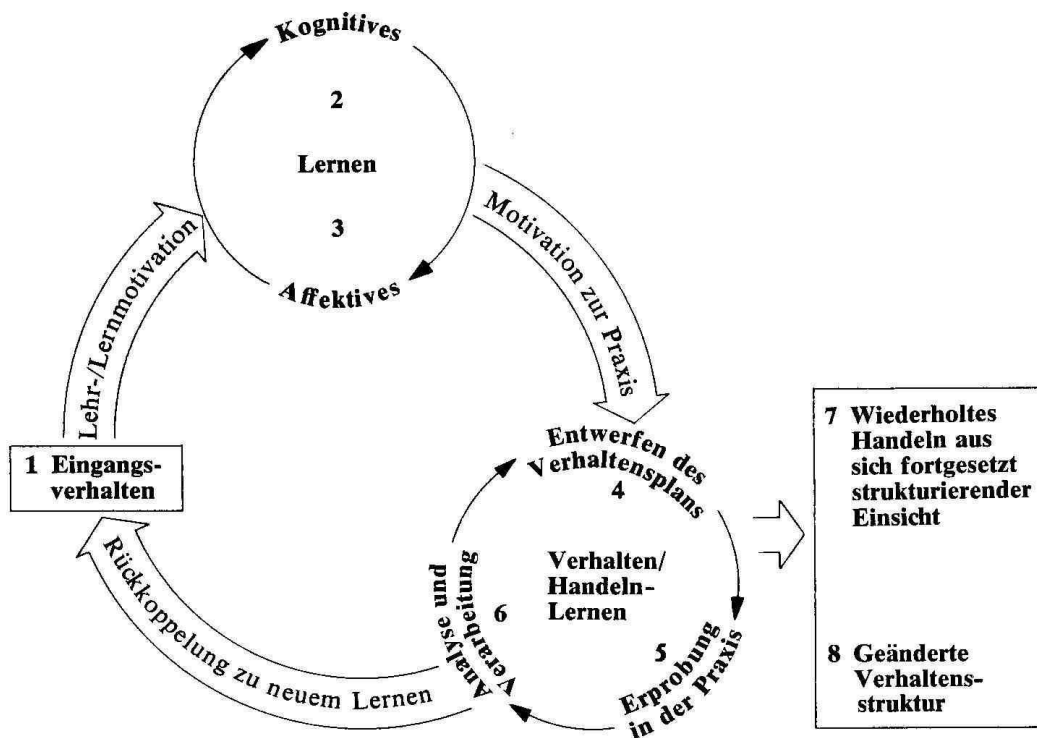 Kognitives
2
Lernen
3
Affektives
Lehr-/Lernmotivation
Motivation zur Praxis
1 Eingangs-
verhalten
Entwerfen des
Verhaltensplans
4
Verhalten/
Handeln-
Lernen
5
Erprobung
in der Praxis
6
Analyse und
Verarbeitung
Rückkoppelung zu neuem Lernen
7 Wiederholtes
Handeln aus
sich fortgesetzt
strukturierender
Einsicht
8 Geänderte
Verhaltens-
struktur